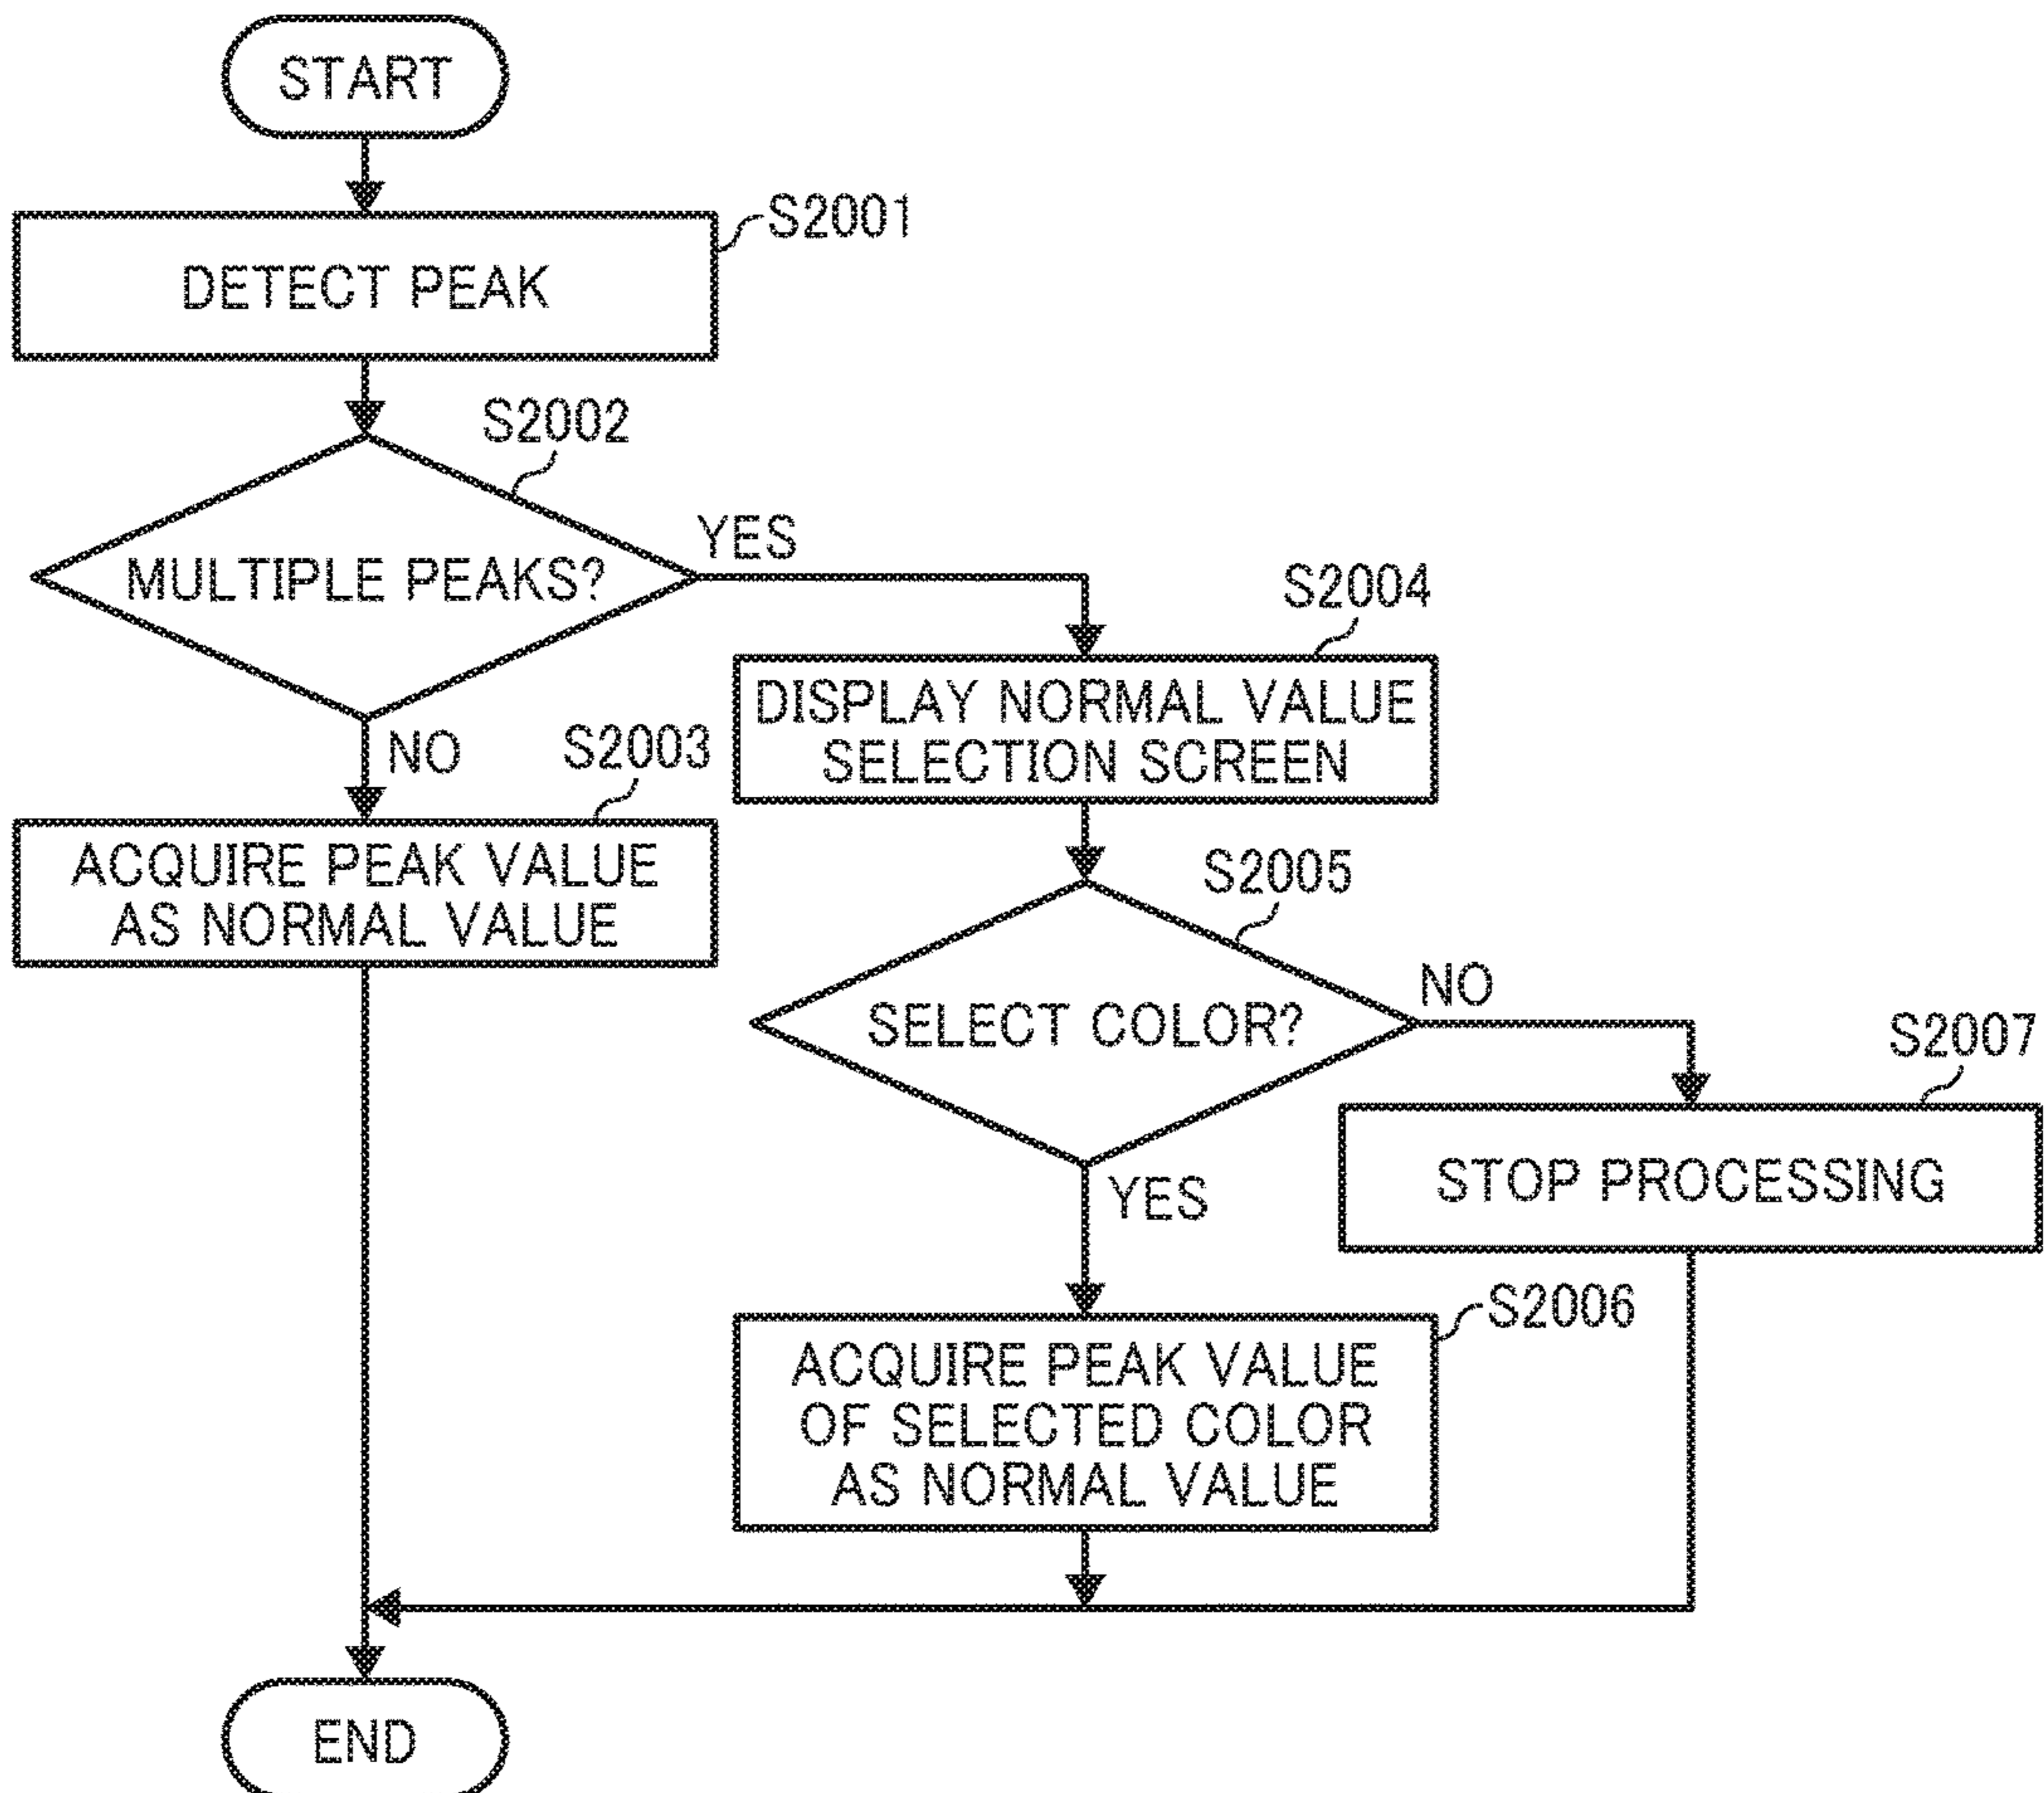 START
S2001
DETECT PEAK
S2002
MULTIPLE PEAKS?
YES
NO
S2003
ACQUIRE PEAK VALUE
AS NORMAL VALUE
S2004
DISPLAY NORMAL VALUE
SELECTION SCREEN
S2005
SELECT COLOR?
NO
YES
S2007
STOP PROCESSING
S2006
ACQUIRE PEAK VALUE
OF SELECTED COLOR
AS NORMAL VALUE
END